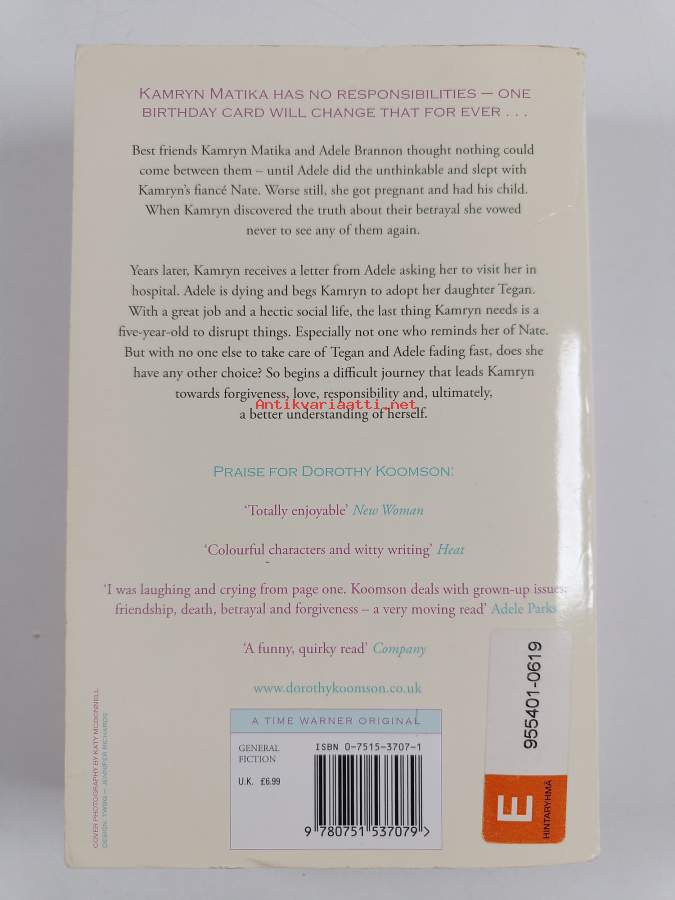 KAMRYN MATIKA HAS NO RESPONSIBILITIES – ONE
BIRTHDAY CARD WILL CHANGE THAT FOR EVER . . .
Best friends Kamryn Matika and Adele Brannon thought nothing could
come between them – until Adele did the unthinkable and slept with
Kamryn's fiancé Nate. Worse still, she got pregnant and had his child.
When Kamryn discovered the truth about their betrayal she vowed
never to see any of them again.
Years later, Kamryn receives a letter from Adele asking her to visit her in
hospital. Adele is dying and begs Kamryn to adopt her daughter Tegan.
With a great job and a hectic social life, the last thing Kamryn needs is a
five-year-old to disrupt things. Especially not one who reminds her of Nate.
But with no one else to take care of Tegan and Adele fading fast, does she
have any other choice? So begins a difficult journey that leads Kamryn
towards forgiveness, love, responsibility and, ultimately,
Antikvariaatti.net
a better understanding of herself.
PRAISE FOR DOROTHY KOOMSON:
'Totally enjoyable' New Woman
'Colourful characters and witty writing' Heat
'I was laughing and crying from page one. Koomson deals with grown-up issues:
friendship, death, betrayal and forgiveness – a very moving read' Adele Parks
'A funny, quirky read' Company
www.dorothykoomson.co.uk
A TIME WARNER ORIGINAL
GENERAL
FICTION
U.K. £6.99
ISBN 0-7515-3707-1
9 780751 537079 >
COVER PHOTOGRAPHY BY KATY MCDONNELL
DESIGN: TWBG – JENNIFER RICHARDS
955401-0619
E
HINTARYHMÄ